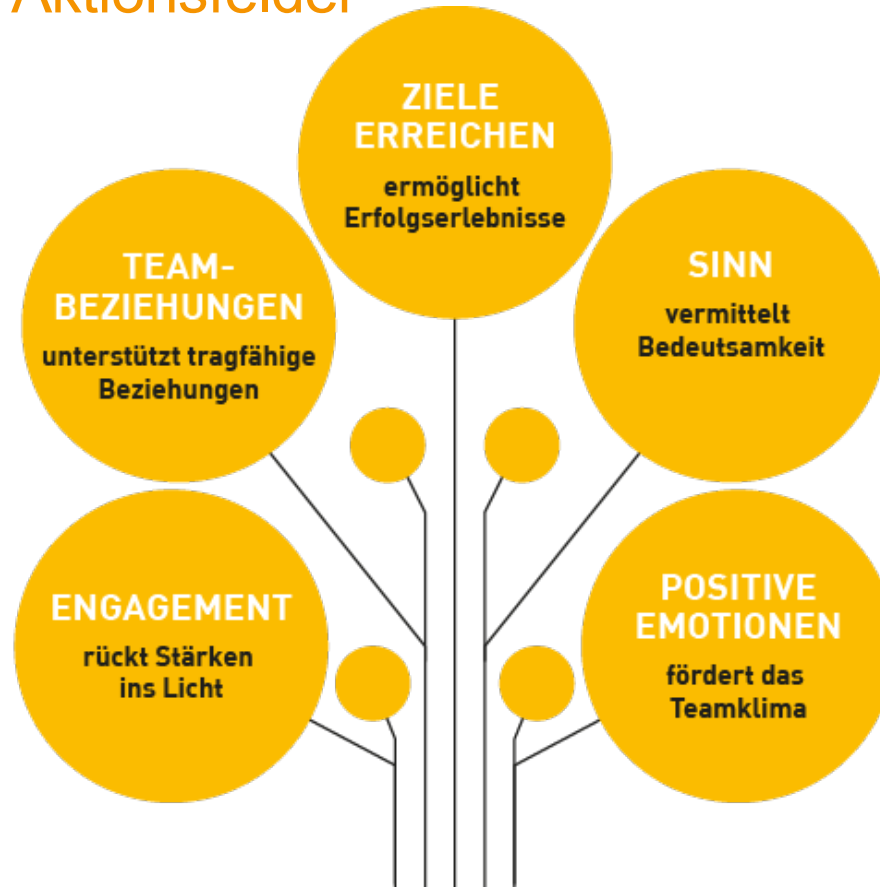 Aktionsfelder
ZIELE
ERREICHEN
ermöglicht
Erfolgserlebnisse
TEAM-
BEZIEHUNGEN
unterstützt tragfähige
Beziehungen
SINN
vermittelt
Bedeutsamkeit
ENGAGEMENT
rückt Stärken
ins Licht
POSITIVE
EMOTIONEN
fördert das
Teamklima